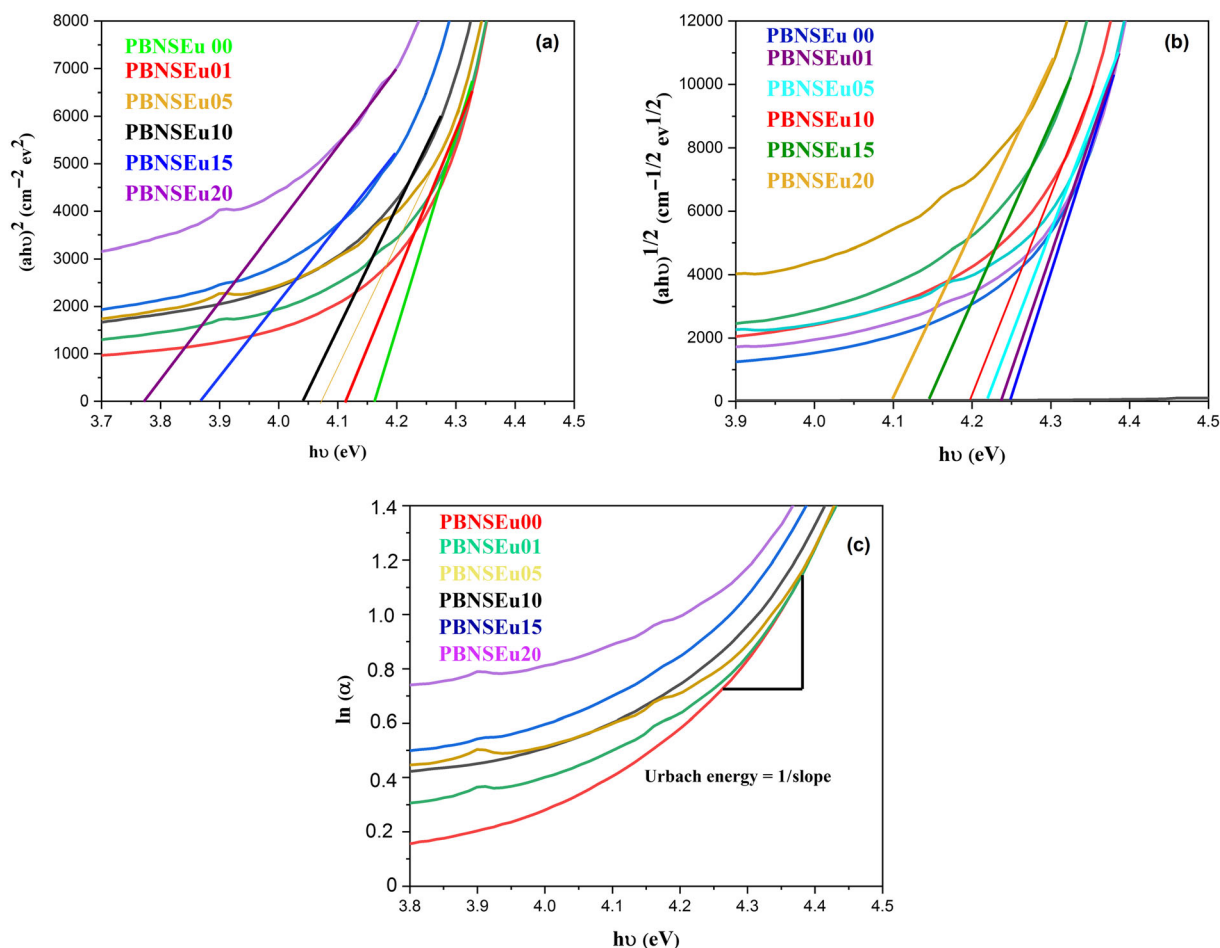 (a)
PBNSEu 00
PBNSEu01
PBNSEu05
PBNSEu10
PBNSEu15
PBNSEu20
(ahυ)² (cm⁻² ev²)
8000
7000
6000
5000
4000
3000
2000
1000
0
3.7 3.8 3.9 4.0 4.1 4.2 4.3 4.4 4.5
hυ (eV)
(b)
PBNSEu 00
PBNSEu01
PBNSEu05
PBNSEu10
PBNSEu15
PBNSEu20
(ahυ)1/2 (cm−1/2 ev1/2)
12000
10000
8000
6000
4000
2000
0
3.9 4.0 4.1 4.2 4.3 4.4 4.5
hυ (eV)
(c)
PBNSEu00
PBNSEu01
PBNSEu05
PBNSEu10
PBNSEu15
PBNSEu20
Urbach energy = 1/slope
ln (α)
1.4
1.2
1.0
0.8
0.6
0.4
0.2
0
3.8 3.9 4.0 4.1 4.2 4.3 4.4 4.5
hυ (eV)